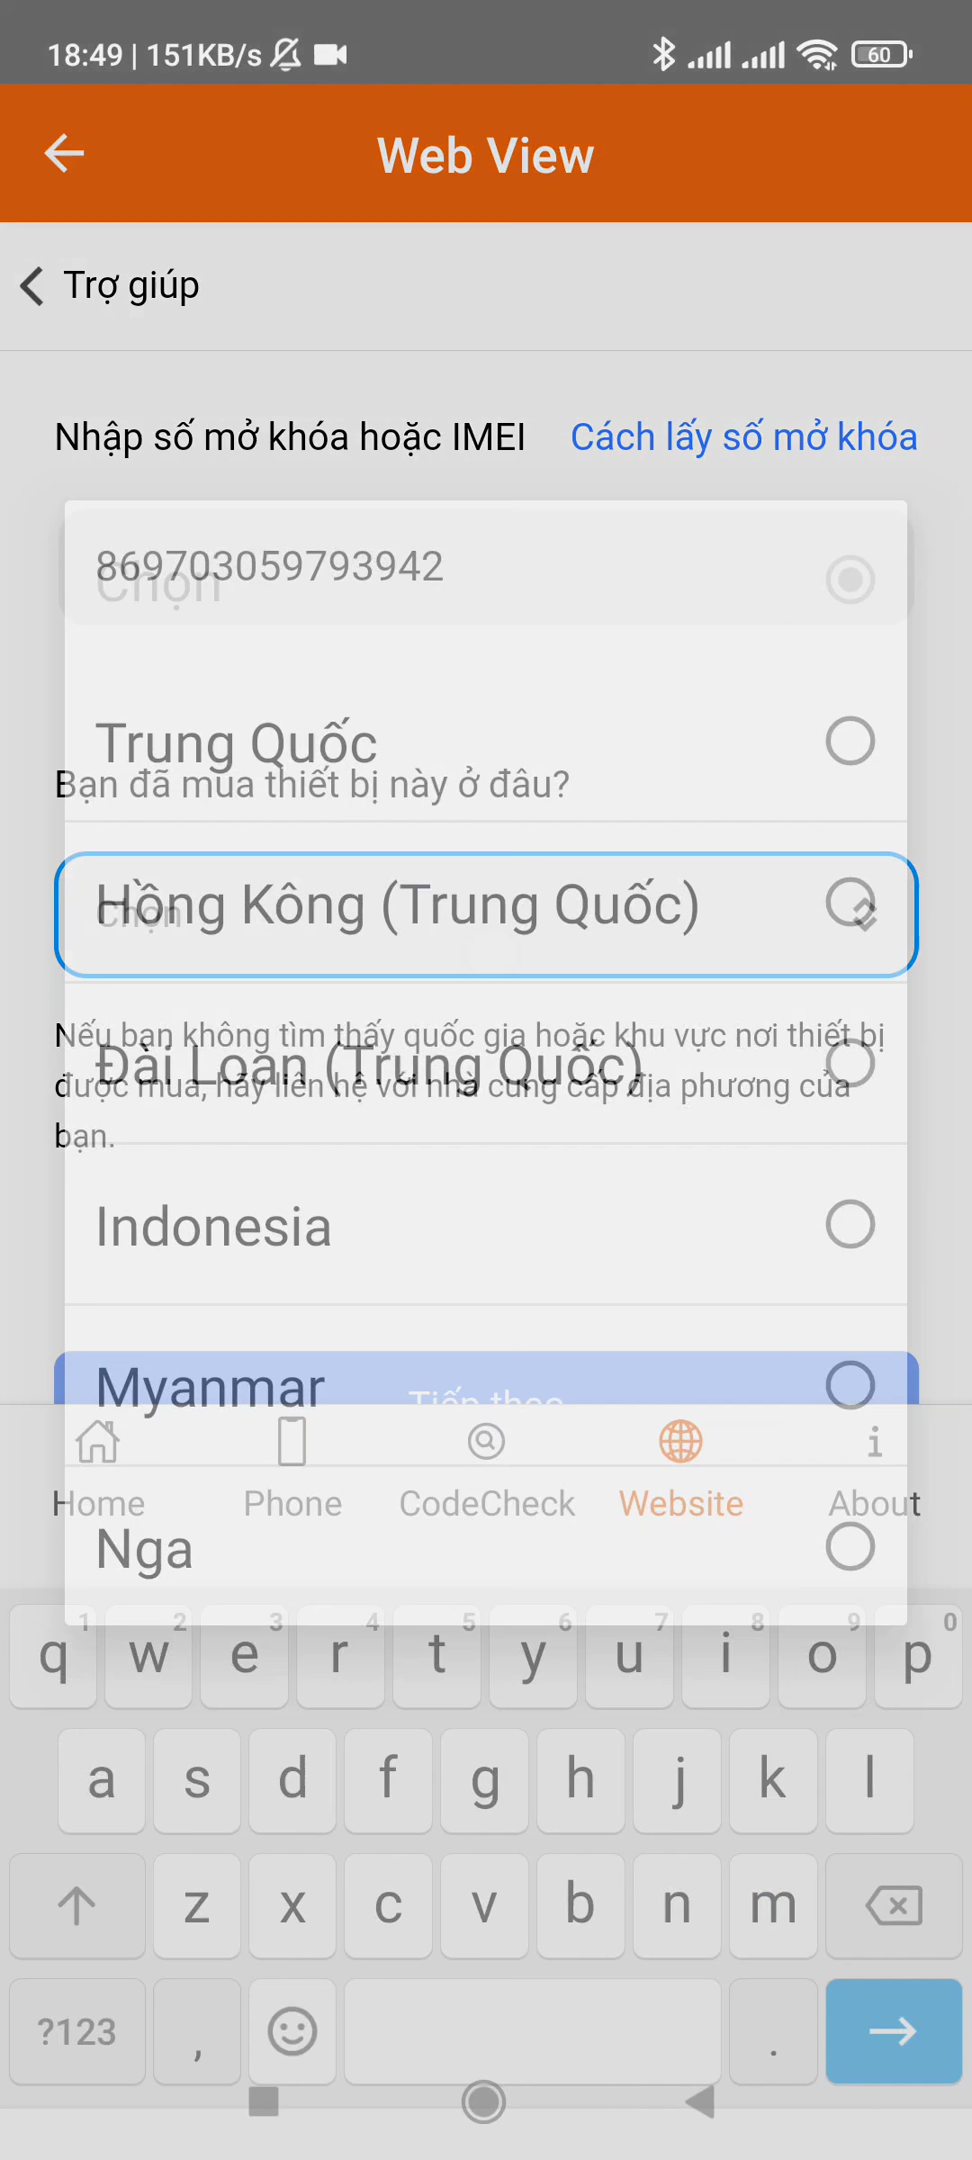 18:49 | 151KB/s
60
Web View
Trợ giúp
Nhập số mở khóa hoặc IMEI
Cách lấy số mở khóa
869703059793942
Chọn
Trung Quốc
Bạn đã mua thiết bị này ở đâu?
Hồng Kông (Trung Quốc)
Chọn
Nếu bạn không tìm thấy quốc gia hoặc khu vực nơi thiết bị
Đài Loan (Trung Quốc)
được mua, hãy liên hệ với nhà cung cấp địa phương của
bạn.
Indonesia
Myanmar
Tiếp theo
Home
Phone
CodeCheck
Website
About
Nga
q 1 w 2 e 3 r 4 t 5 y 6 u 7 i 8 o 9 p 0
a s d f g h j k l
z x c v b n m
?123 , .